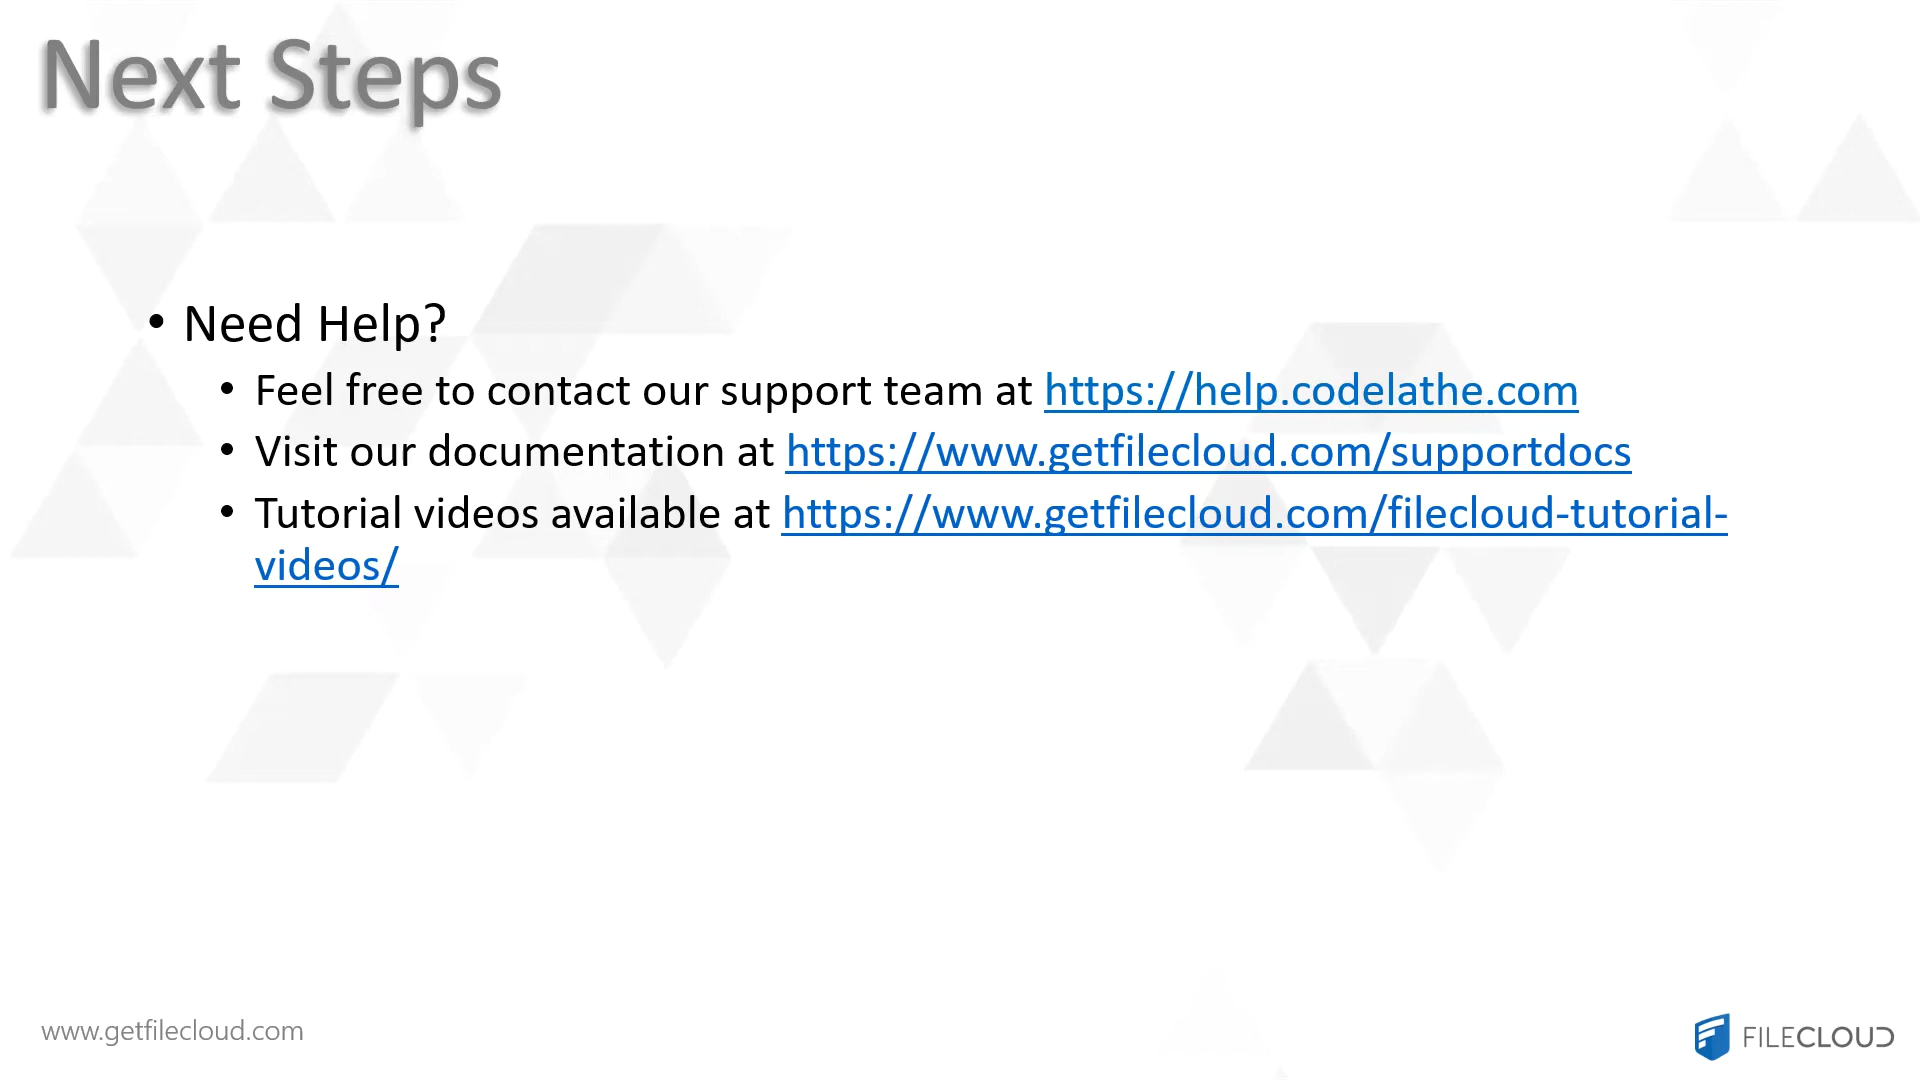 Next Steps
• Need Help?
• Feel free to contact our support team at https://help.codelathe.com
• Visit our documentation at https://www.getfilecloud.com/supportdocs
• Tutorial videos available at https://www.getfilecloud.com/filecloud-tutorial-
videos/
www.getfilecloud.com
FILECLOUD